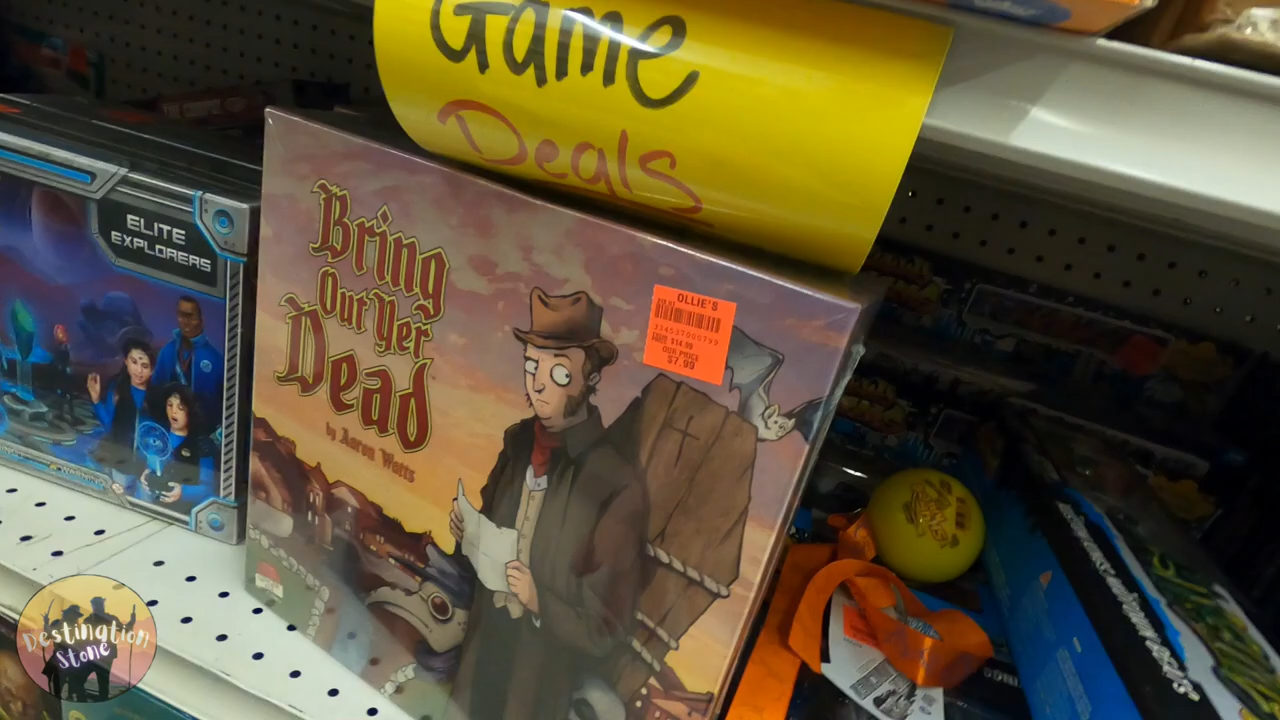 Game
Deals
ELITE
EXPLORERS
Bring
Out Yer
Dead
by Aaron Watts
OLLIE'S
$14.99
OUR PRICE
$7.99
Destination
Stone